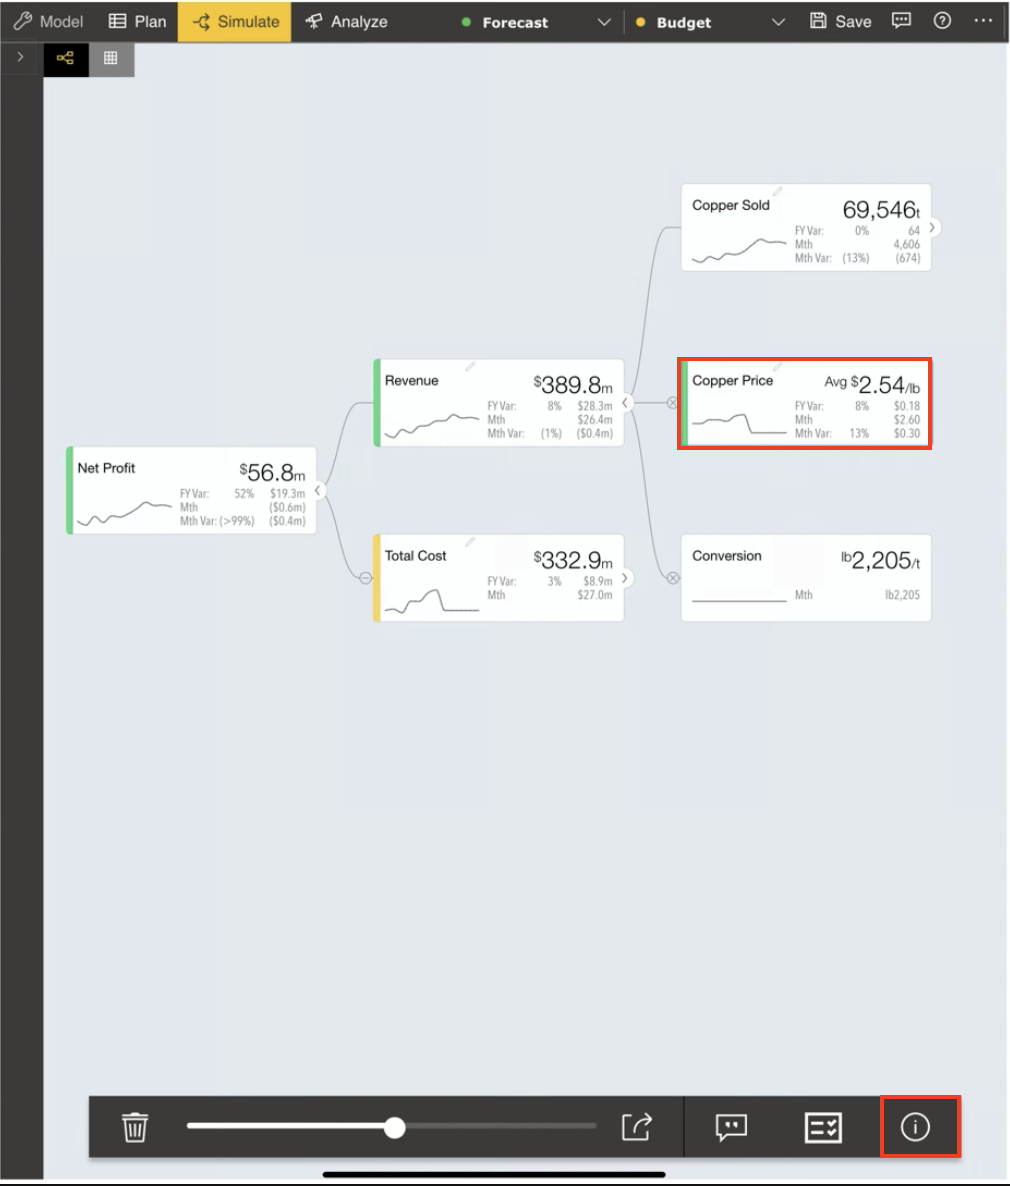 Model Plan Simulate Analyze Forecast Budget Save
Copper Sold 69,546t
FY Var: 0% 64
Mth 4,606
Mth Var: (13%) (674)
Revenue $389.8m
FY Var: 8% $28.3m
Mth $26.4m
Mth Var: (1%) ($0.4m)
Copper Price Avg $2.54/lb
FY Var: 8% $0.18
Mth $2.60
Mth Var: 13% $0.30
Net Profit $56.8m
FY Var: 52% $19.3m
Mth ($0.6m)
Mth Var: (>99%) ($0.4m)
Total Cost $332.9m
FY Var: 3% $8.9m
Mth $27.0m
Conversion lb2,205/t
Mth lb2,205